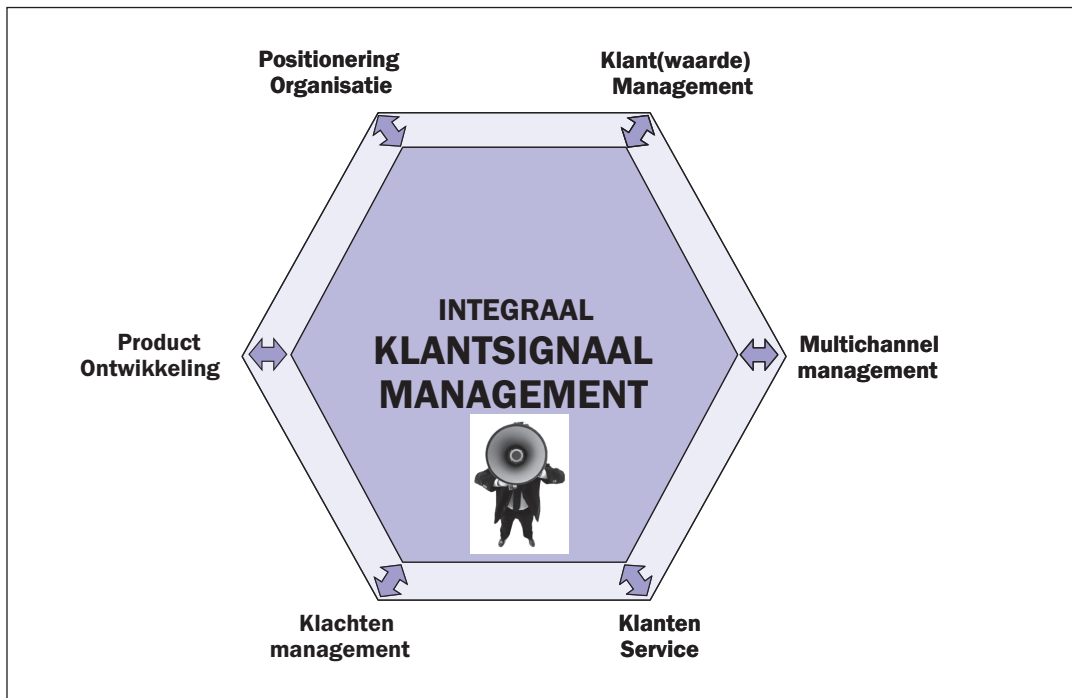 Positionering
Organisatie
Klant(waarde)
Management
Product
Ontwikkeling
INTEGRAAL
KLANTSIGNAAL
MANAGEMENT
Multichannel
management
Klachten
management
Klanten
Service